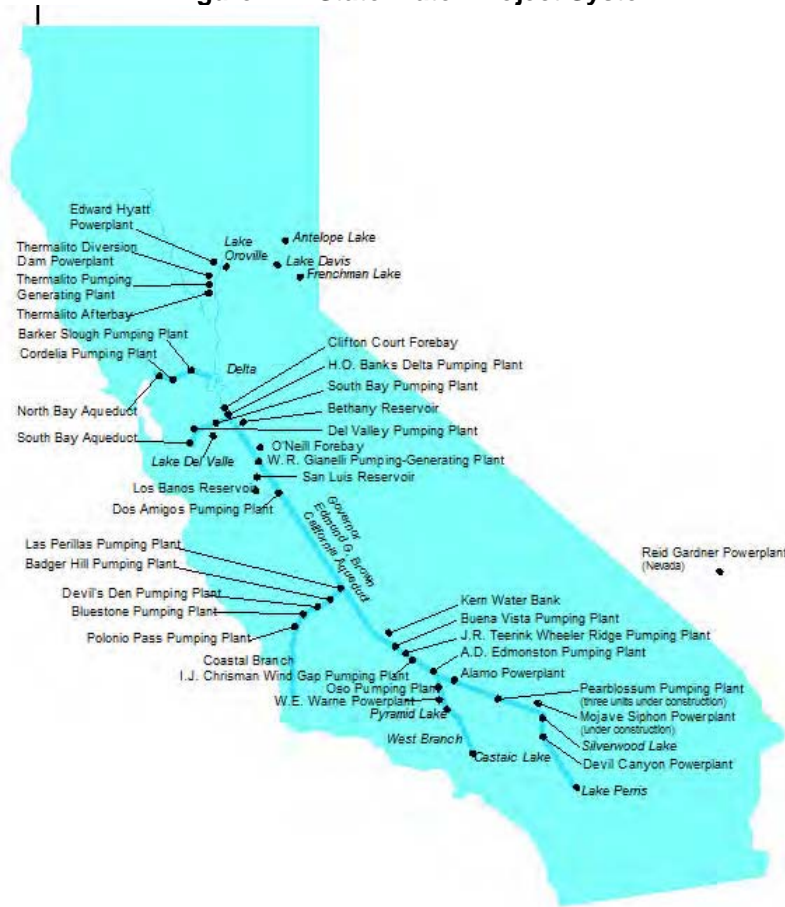 Edward Hyatt
Powerplant
Lake
Oroville
Antelope Lake
Thermalito Diversion
Dam Powerplant
Lake Davis
Frenchman Lake
Thermalito Pumping
Generating Plant
Thermalito Afterbay
Barker Slough Pumping Plant
Cordelia Pumping Plant
Delta
Clifton Court Forebay
H.O. Banks Delta Pumping Plant
South Bay Pumping Plant
North Bay Aqueduct
Bethany Reservoir
South Bay Aqueduct
Del Valley Pumping Plant
Lake Del Valle
O'Neill Forebay
W.R. Gianelli Pumping-Generating Plant
San Luis Reservoir
Los Banos Reservoir
Dos Amigos Pumping Plant
Governor
Edmond G. Brown
California Aqueduct
Las Perillas Pumping Plant
Badger Hill Pumping Plant
Reid Gardner Powerplant
(Nevada)
Devil's Den Pumping Plant
Bluestone Pumping Plant
Polonio Pass Pumping Plant
Kern Water Bank
Buena Vista Pumping Plant
J.R. Teerink Wheeler Ridge Pumping Plant
A.D. Edmonston Pumping Plant
Coastal Branch
I.J. Chrisman Wind Gap Pumping Plant
Alamo Powerplant
Oso Pumping Plant
W.E. Warne Powerplant
Pyramid Lake
Pearblossum Pumping Plant
(three units under construction)
Mojave Siphon Powerplant
(under construction)
West Branch
Silverwood Lake
Castaic Lake
Devil Canyon Powerplant
Lake Perris